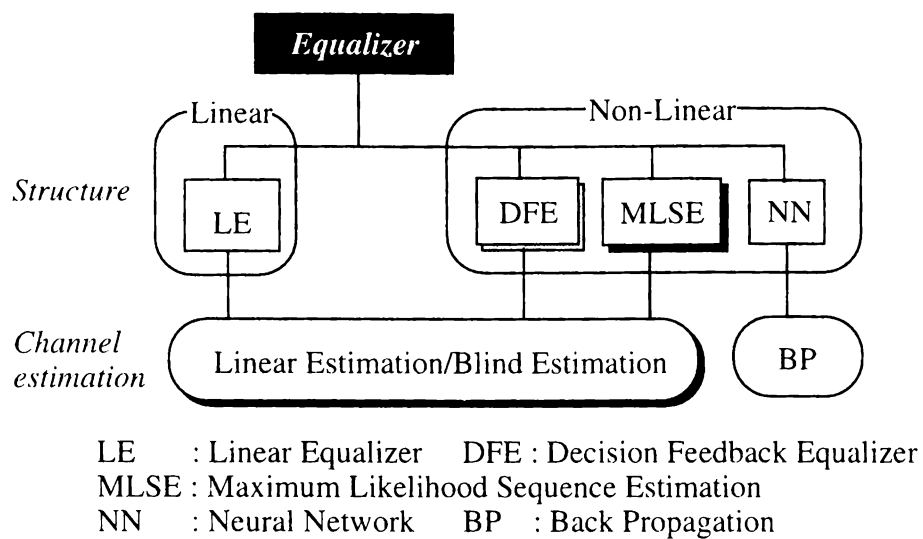 Equalizer
Linear
Non-Linear
Structure
LE
DFE
MLSE
NN
Channel
estimation
Linear Estimation/Blind Estimation
BP
LE : Linear Equalizer DFE : Decision Feedback Equalizer
MLSE : Maximum Likelihood Sequence Estimation
NN : Neural Network BP : Back Propagation